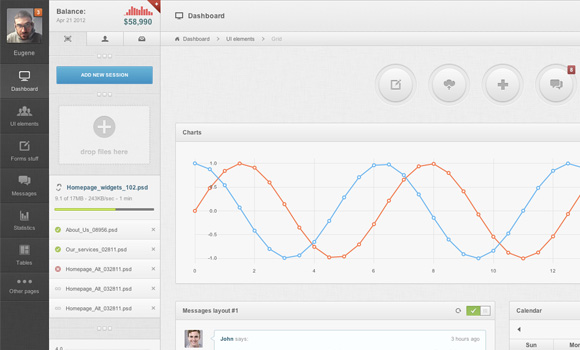 3
Eugene
Dashboard
UI elements
Forms stuff
Messages
Statistics
Tables
Other pages
Balance:
Apr 21 2012
$58,990
ADD NEW SESSION
drop files here
Homepage_widgets_102.psd
9.1 of 17MB - 243KB/sec - 1 min
About_Us_08956.psd
Our_services_02811.psd
Homepage_Alt_032811.psd
Homepage_Alt_032811.psd
Homepage_Alt_032811.psd
Dashboard
Dashboard UI elements Grid
8
Charts
1.0
0.5
0.0
-0.5
-1.0
0 2 4 6 8 10 12
Messages layout #1
John says: 3 hours ago
Calendar
Sun Mon